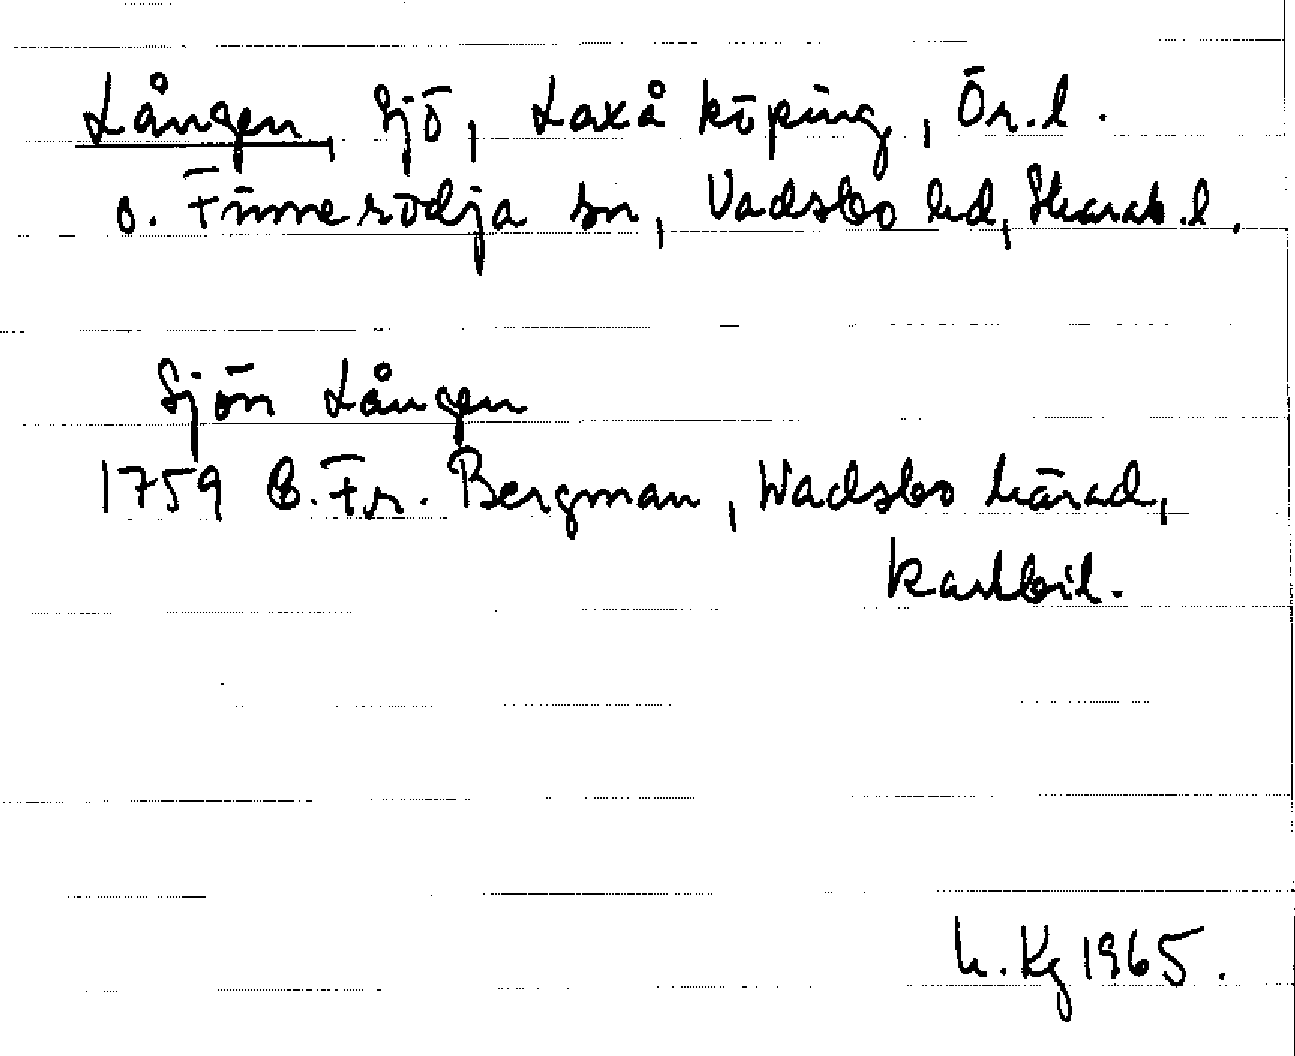 Lången, sjö, Laxå köping, Ör.l.
o. Finnerödja sn, Vadsbo hd, Skarab.l.
Sjön Lången
1759 B.Fr. Bergman, Wadsbo härad,
kartbil.
h. Kg 1965.